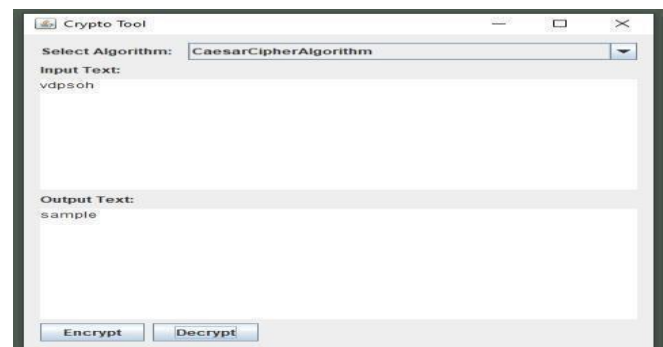 Crypto Tool
Select Algorithm: CaesarCipherAlgorithm
Input Text:
vdpsoh
Output Text:
sample
Encrypt Decrypt